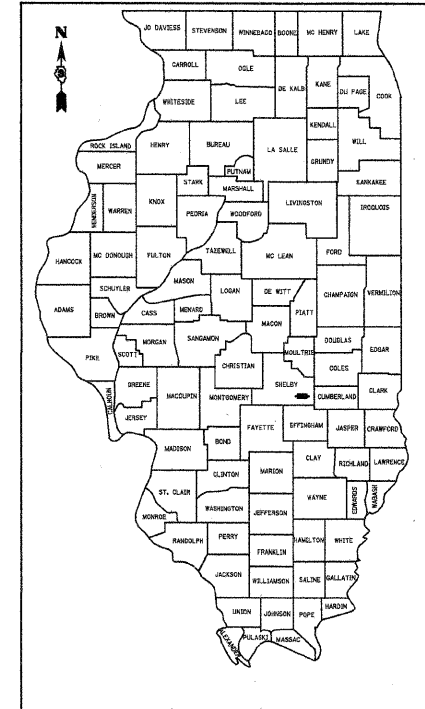 N
JO DAVIESS STEVENSON WINNEBAGO BOONE MC HENRY LAKE
CARROLL OGLE
DE KALB KANE DU PAGE COOK
WHITESIDE LEE
KENDALL WILL
ROCK ISLAND HENRY BUREAU LA SALLE GRUNDY
MERCER PUTNAM
KANKAKEE
STARK MARSHALL
HENDERSON WARREN KNOX PEORIA WOODFORD LIVINGSTON IROQUOIS
TAZEWELL MC LEAN FORD
HANCOCK MC DONOUGH FULTON
MASON LOGAN DE WITT CHAMPAIGN VERMILION
SCHUYLER
ADAMS BROWN CASS MENARD MACON PIATT
MORGAN SANGAMON DOUGLAS EDGAR
PIKE SCOTT CHRISTIAN MOULTRIE COLES
SHELBY
GREENE MACOUPIN MONTGOMERY CUMBERLAND CLARK
CALHOUN JERSEY
FAYETTE EFFINGHAM JASPER CRAWFORD
MADISON BOND
CLAY RICHLAND LAWRENCE
CLINTON MARION
ST. CLAIR WAYNE EDWARDS WABASH
MONROE WASHINGTON JEFFERSON
RANDOLPH PERRY HAMILTON WHITE
FRANKLIN
JACKSON WILLIAMSON SALINE GALLATIN
UNION JOHNSON POPE HARDIN
ALEXANDER PULASKI MASSAC